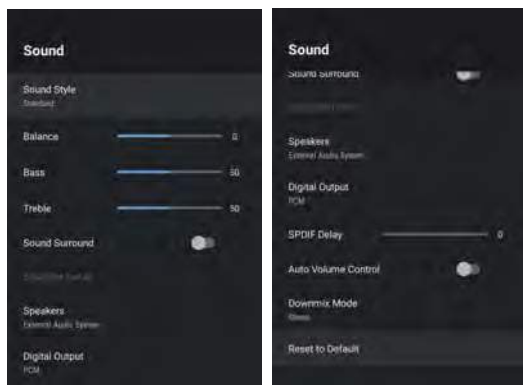 Sound
Sound Style
Standard
Balance 0
Bass 50
Treble 50
Sound Surround
Speakers
External Audio System
Digital Output
PCM
Sound
Sound Surround
Speakers
External Audio System
Digital Output
PCM
SPDIF Delay 0
Auto Volume Control
Downmix Mode
Stereo
Reset to Default